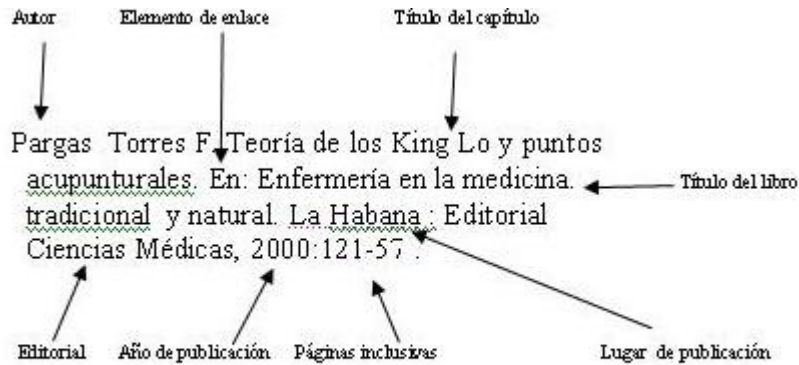 Autor Elemento de enlace Título del capítulo
Pargas Torres F. Teoría de los King Lo y puntos
acupunturales. En: Enfermería en la medicina.
Título del libro
tradicional y natural. La Habana : Editorial
Ciencias Médicas, 2000:121-57 .
Editorial Año de publicación Páginas inclusivas Lugar de publicación